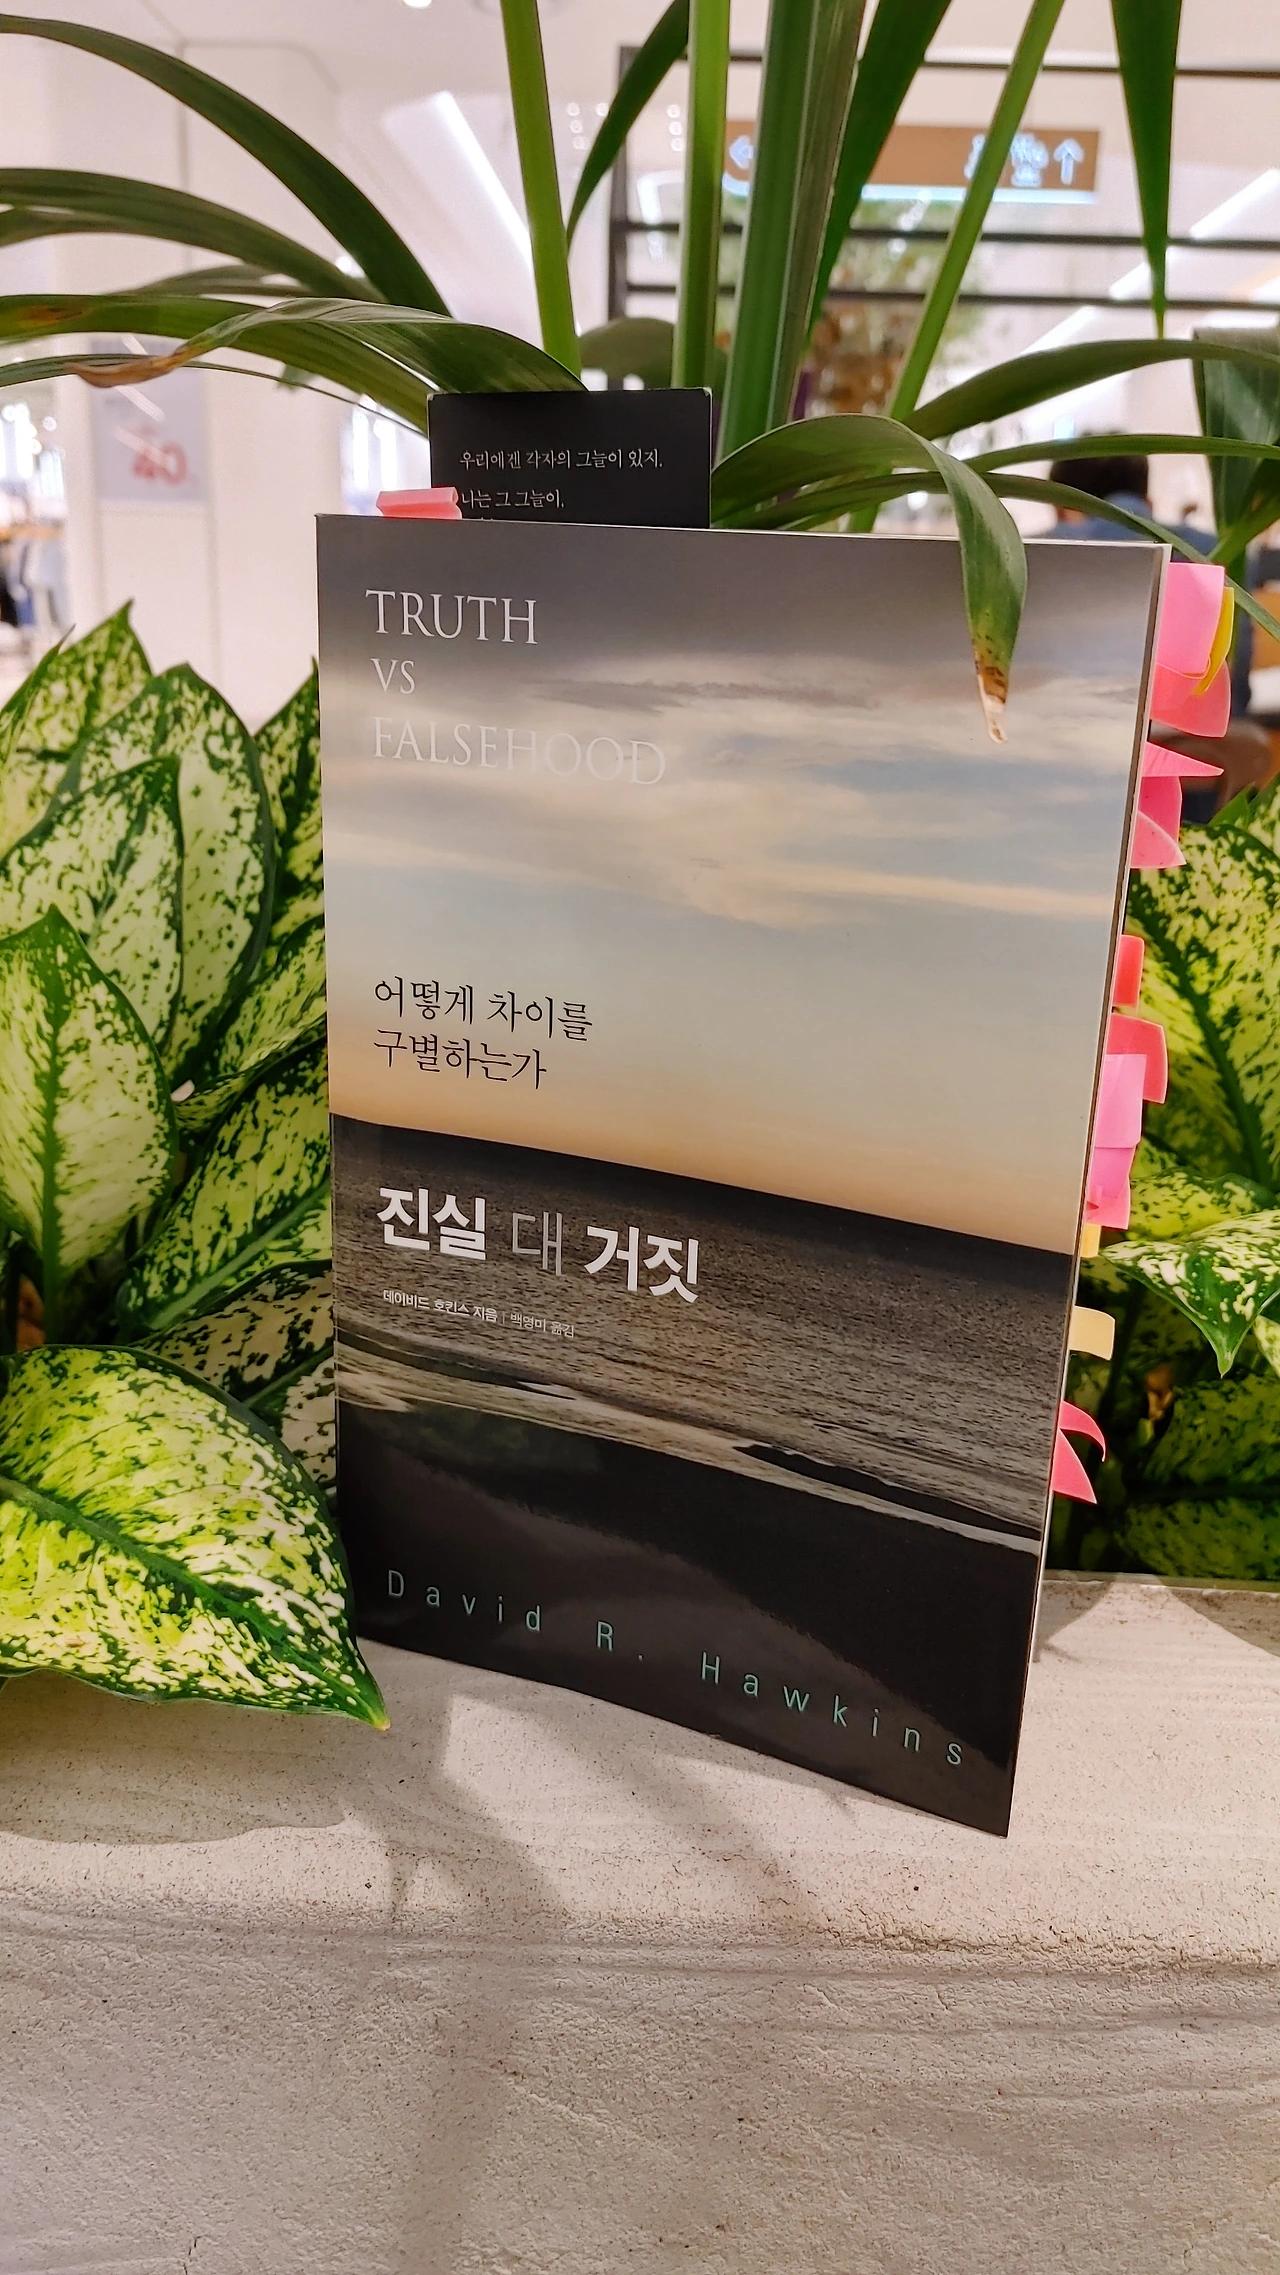 우리에겐 각자의 그늘이 있지.
나는 그 그늘이,
TRUTH
VS
FALSEHOOD
어떻게 차이를
구별하는가
진실 대 거짓
데이비드 호킨스 지음 | 백영미 옮김
David R. Hawkins